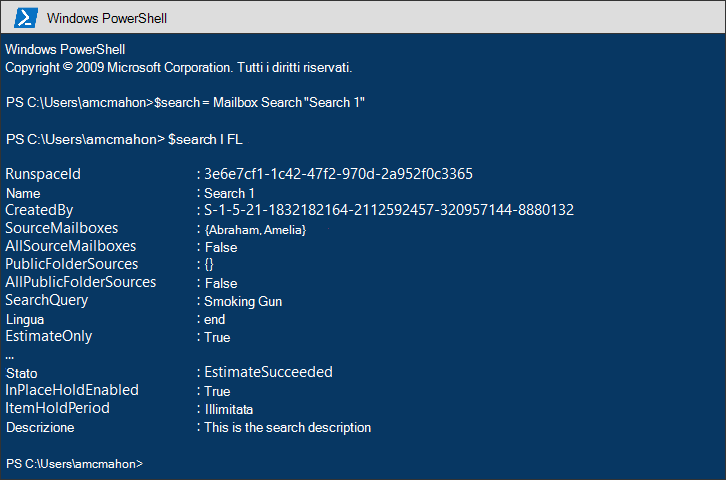 Windows PowerShell
Windows PowerShell
Copyright © 2009 Microsoft Corporation. Tutti i diritti riservati.
PS C:\Users\amcmahon>$search = Mailbox Search "Search 1"
PS C:\Users\amcmahon> $search I FL
RunspaceId : 3e6e7cf1-1c42-47f2-970d-2a952f0c3365
Name : Search 1
CreatedBy : S-1-5-21-1832182164-2112592457-320957144-8880132
SourceMailboxes : {Abraham, Amelia}
AllSourceMailboxes : False
PublicFolderSources : {}
AllPublicFolderSources : False
SearchQuery : Smoking Gun
Lingua : end
EstimateOnly : True
...
Stato : EstimateSucceeded
InPlaceHoldEnabled : True
ItemHoldPeriod : Illimitata
Descrizione : This is the search description
PS C:\Users\amcmahon>